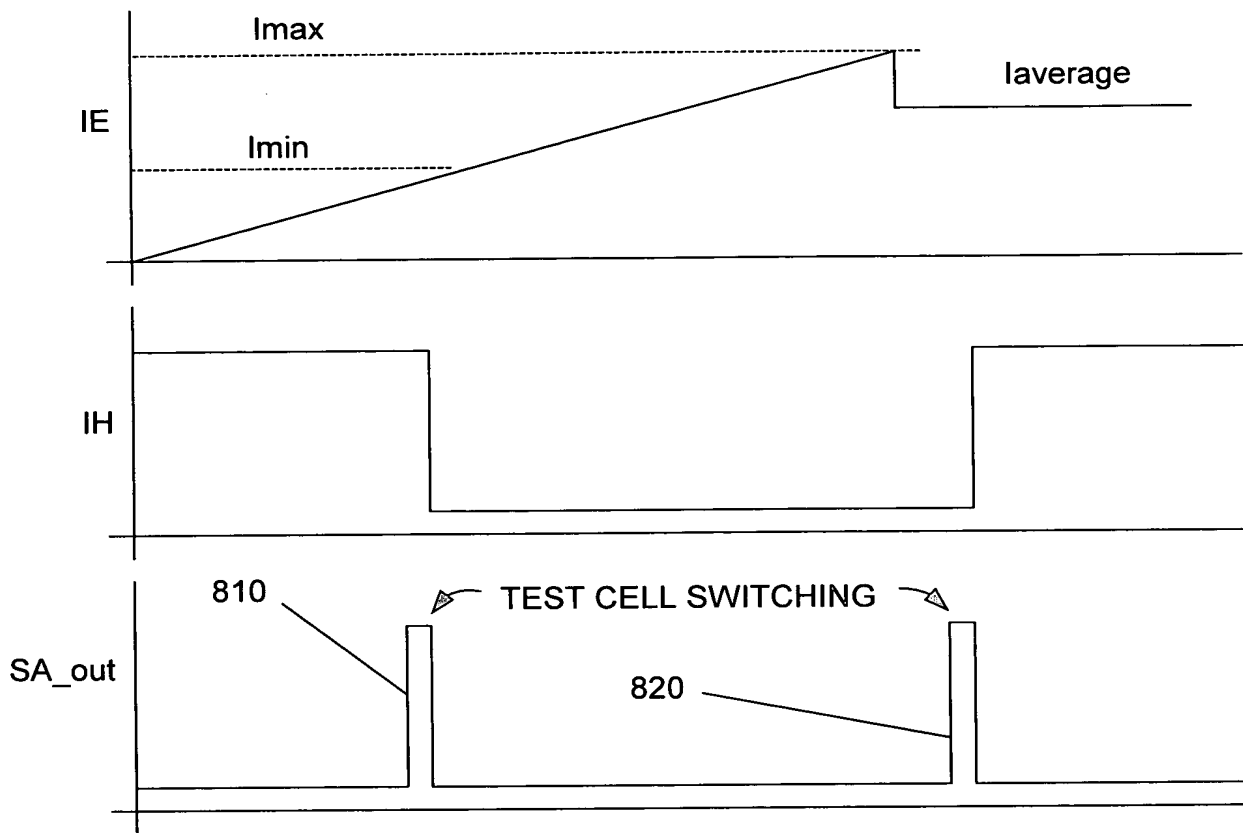 Imax
Iaverage
IE
Imin
IH
810
TEST CELL SWITCHING
SA_out
820